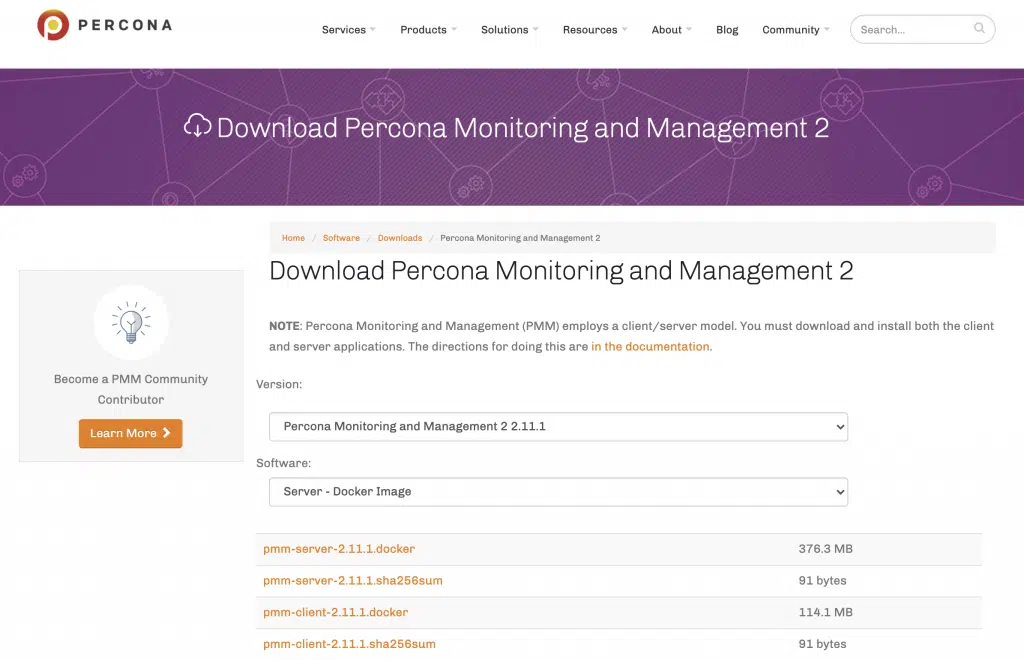 PERCONA
Services
Products
Solutions
Resources
About
Blog
Community
Search...
Download Percona Monitoring and Management 2
Home / Software / Downloads / Percona Monitoring and Management 2
Download Percona Monitoring and Management 2
Become a PMM Community
Contributor
Learn More
NOTE: Percona Monitoring and Management (PMM) employs a client/server model. You must download and install both the client
and server applications. The directions for doing this are in the documentation.
Version:
Percona Monitoring and Management 2 2.11.1
Software:
Server - Docker Image
pmm-server-2.11.1.docker 376.3 MB
pmm-server-2.11.1.sha256sum 91 bytes
pmm-client-2.11.1.docker 114.1 MB
pmm-client-2.11.1.sha256sum 91 bytes